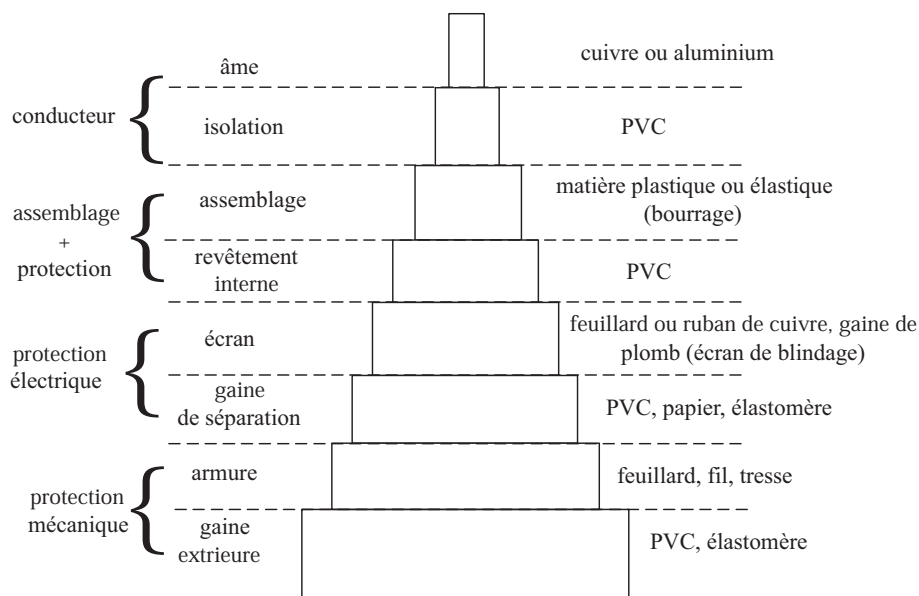 âme
cuivre ou aluminium
conducteur
isolation
PVC
assemblage
matière plastique ou élastique
(bourrage)
assemblage
+
protection
revêtement
interne
PVC
écran
feuillard ou ruban de cuivre, gaine de
plomb (écran de blindage)
protection
électrique
gaine
de séparation
PVC, papier, élastomère
armure
feuillard, fil, tresse
protection
mécanique
gaine
extrieure
PVC, élastomère